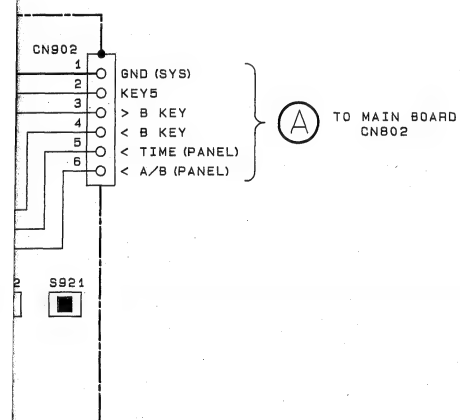 CN902
1 GND (SYS)
2 KEY5
3 > B KEY
4 < B KEY
5 < TIME (PANEL)
6 < A/B (PANEL)
A TO MAIN BOARD
CN802
2 S921